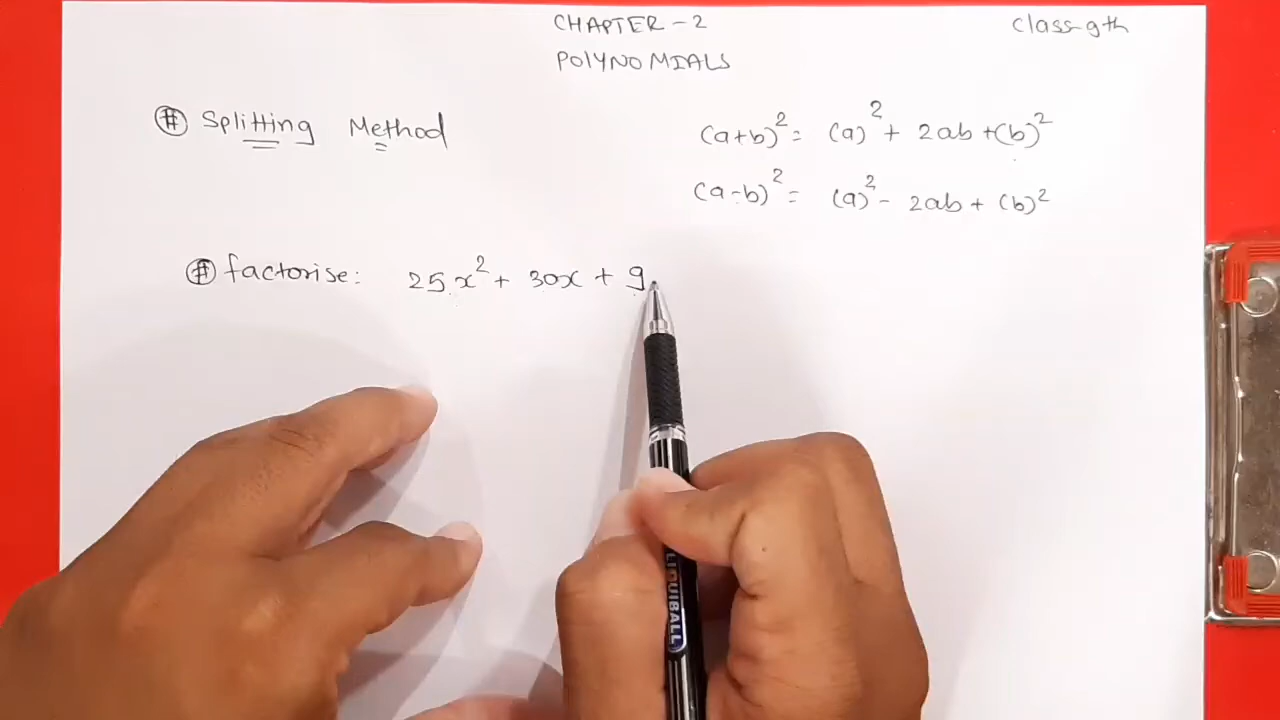 CHAPTER - 2
Class - 9th
POLYNOMIALS
# Splitting Method
(a+b)² = (a)² + 2ab + (b)²
(a-b)² = (a)² - 2ab + (b)²
# factorise: 25x² + 30x + 9
LIQUIBALL